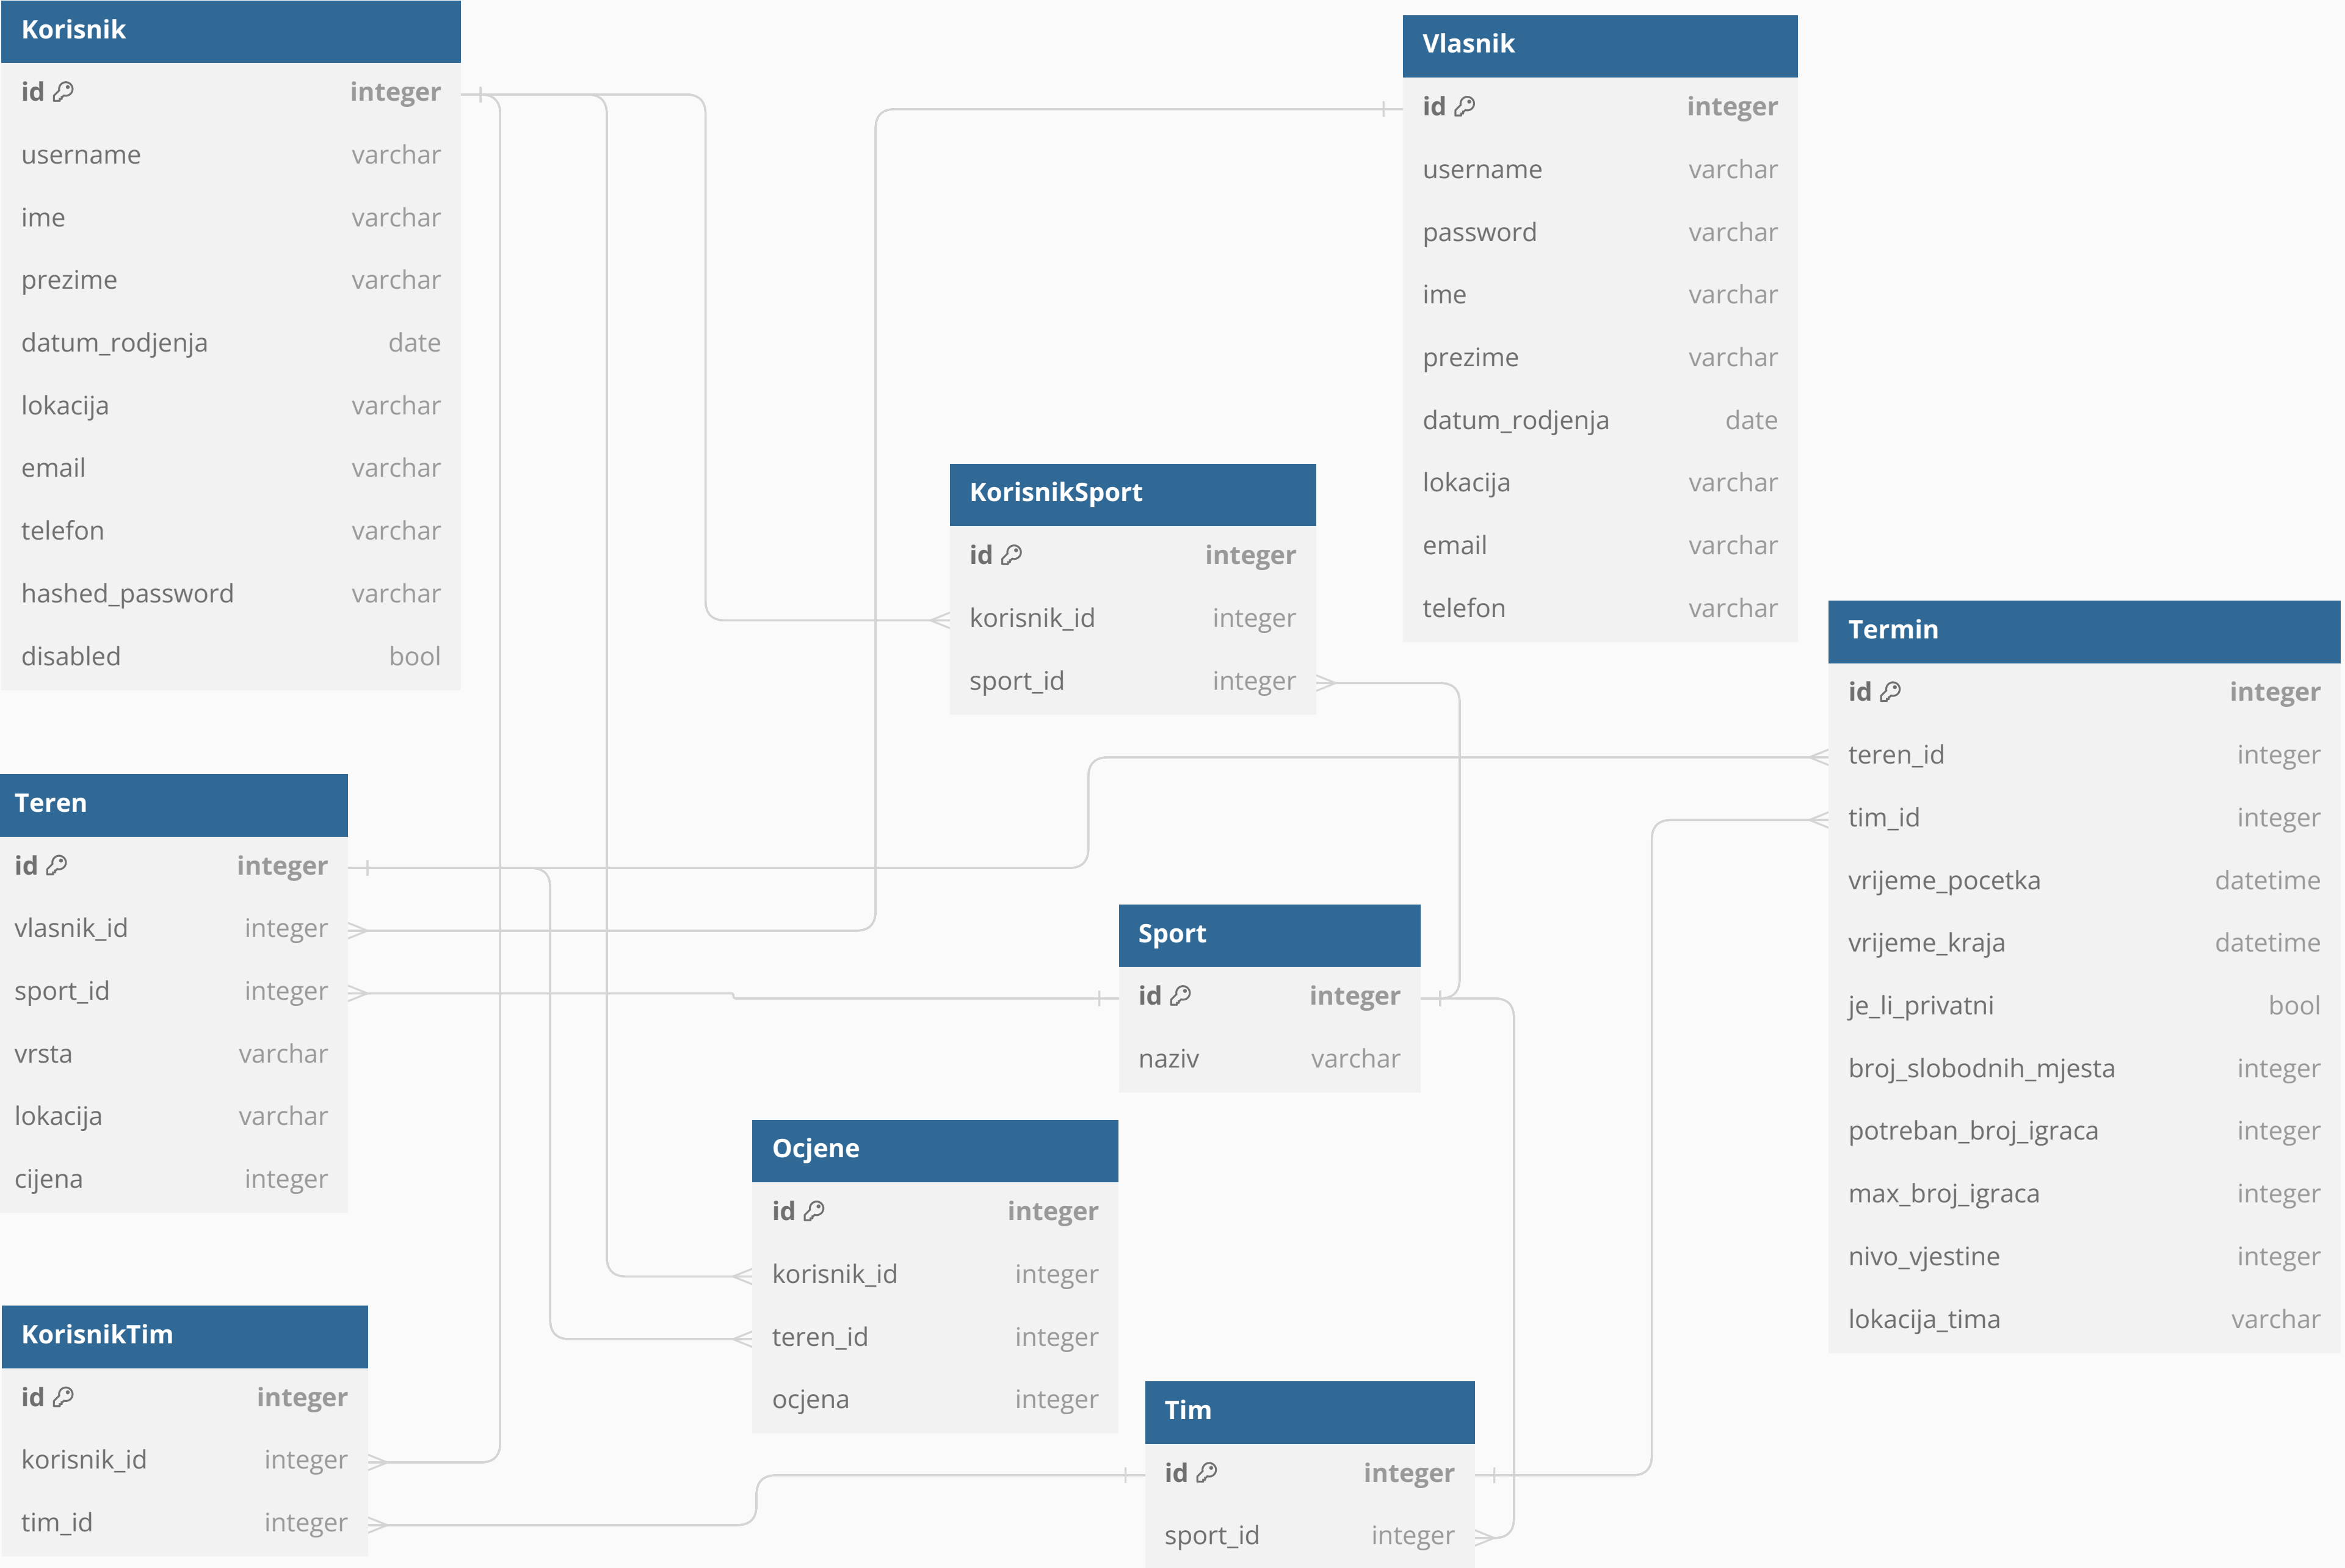 Korisnik
id integer
username varchar
ime varchar
prezime varchar
datum_rodjenja date
lokacija varchar
email varchar
telefon varchar
hashed_password varchar
disabled bool
Vlasnik
id integer
username varchar
password varchar
ime varchar
prezime varchar
datum_rodjenja date
lokacija varchar
email varchar
telefon varchar
KorisnikSport
id integer
korisnik_id integer
sport_id integer
Termin
id integer
teren_id integer
tim_id integer
vrijeme_pocetka datetime
vrijeme_kraja datetime
je_li_privatni bool
broj_slobodnih_mjesta integer
potreban_broj_igraca integer
max_broj_igraca integer
nivo_vjestine integer
lokacija_tima varchar
Teren
id integer
vlasnik_id integer
sport_id integer
vrsta varchar
lokacija varchar
cijena integer
Sport
id integer
naziv varchar
Ocjene
id integer
korisnik_id integer
teren_id integer
ocjena integer
KorisnikTim
id integer
korisnik_id integer
tim_id integer
Tim
id integer
sport_id integer